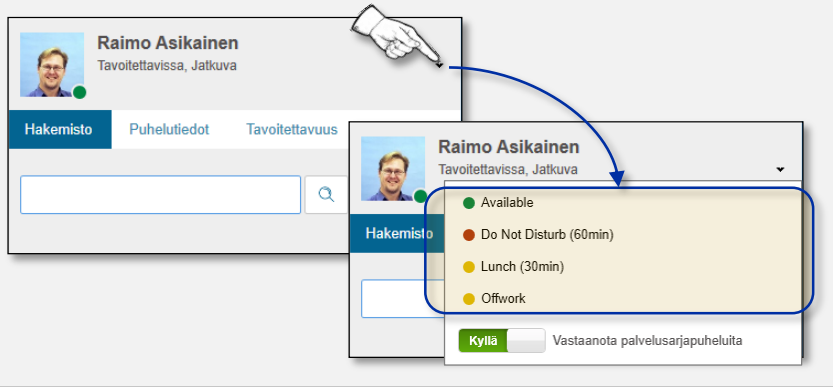 Raimo Asikainen
Tavoitettavissa, Jatkuva
Hakemisto Puhelutiedot Tavoitettavuus
Raimo Asikainen
Tavoitettavissa, Jatkuva
Hakemisto
Available
Do Not Disturb (60min)
Lunch (30min)
Offwork
Kyllä Vastaanota palvelusarjapuheluita